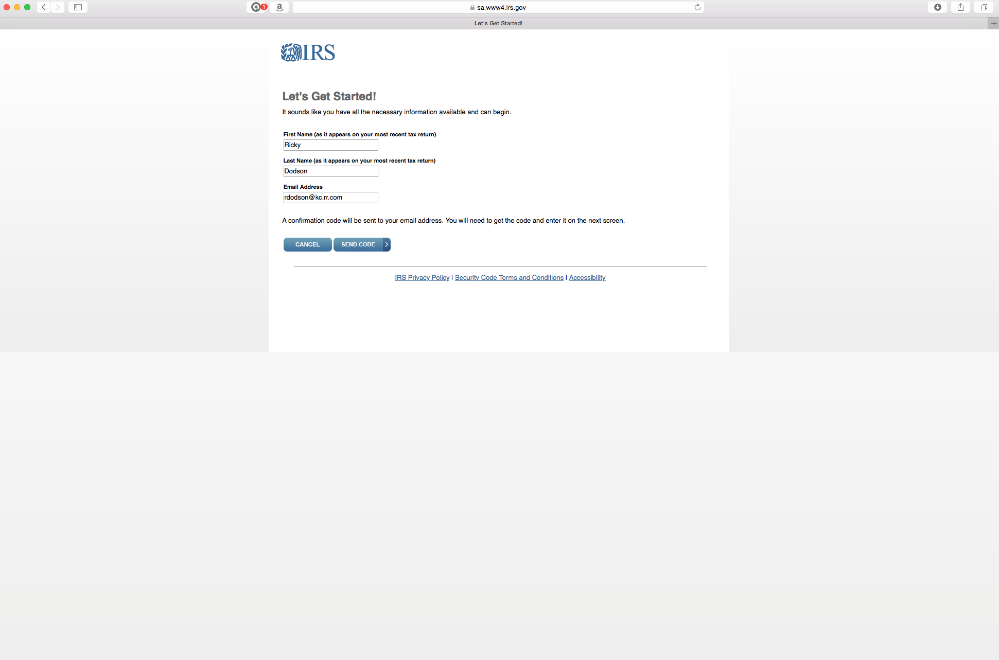 1
a
sa.www4.irs.gov
Let's Get Started!
IRS
Let's Get Started!
It sounds like you have all the necessary information available and can begin.
First Name (as it appears on your most recent tax return)
Ricky
Last Name (as it appears on your most recent tax return)
Dodson
Email Address
rdodson@kc.rr.com
A confirmation code will be sent to your email address. You will need to get the code and enter it on the next screen.
CANCEL SEND CODE
IRS Privacy Policy | Security Code Terms and Conditions | Accessibility